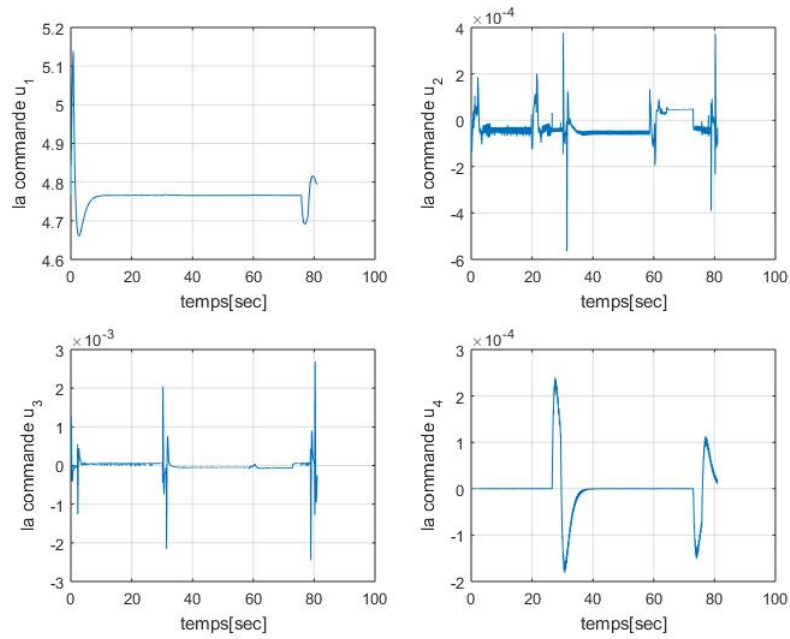 5.2
5.1
5
4.9
4.8
4.7
4.6
0 20 40 60 80 100
temps[sec]
la commande u1
×10-4
4
2
0
-2
-4
-6
0 20 40 60 80 100
temps[sec]
la commande u2
×10-3
3
2
1
0
-1
-2
-3
0 20 40 60 80 100
temps[sec]
la commande u3
×10-4
3
2
1
0
-1
-2
0 20 40 60 80 100
temps[sec]
la commande u4